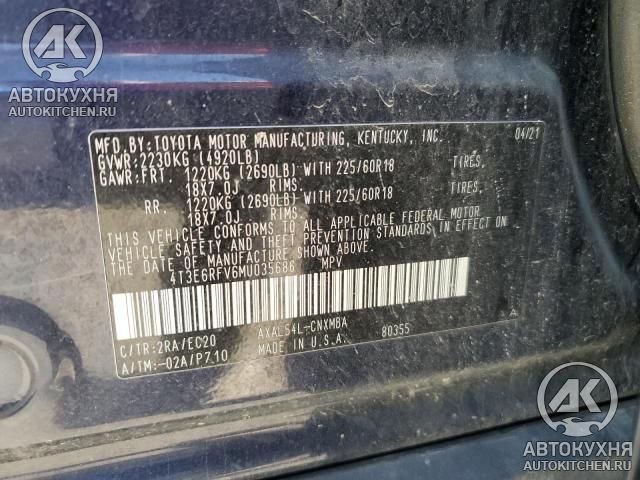 AK
АВТОКУХНЯ
AUTOKITCHEN.RU
MFD.BY:TOYOTA MOTOR MANUFACTURING, KENTUCKY, INC. 04/21
GVWR:2230KG (4920LB)
GAWR:FRT. 1220KG (2690LB) WITH 225/60R18 TIRES,
18X7.0J RIMS.
RR. 1220KG (2690LB) WITH 225/60R18 TIRES,
18X7.0J RIMS.
THIS VEHICLE CONFORMS TO ALL APPLICABLE FEDERAL MOTOR
VEHICLE SAFETY AND THEFT PREVENTION STANDARDS IN EFFECT ON
THE DATE OF MANUFACTURE SHOWN ABOVE.
4T3E6RFV6MU035686 MPV
C/TR:2RA/EC20 AXAL54L-CNXMBA 80355 A
A/TM:-02A/P710 MADE IN U.S.A.
AK
АВТОКУХНЯ
AUTOKITCHEN.RU